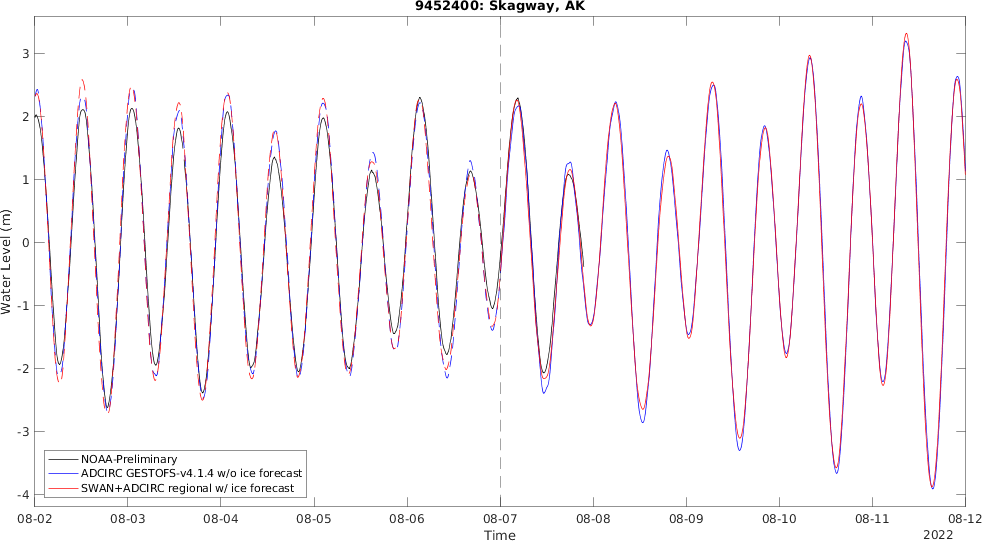 9452400: Skagway, AK
Water Level (m)
3
2
1
0
-1
-2
-3
-4
NOAA-Preliminary
ADCIRC GESTOFS-v4.1.4 w/o ice forecast
SWAN+ADCIRC regional w/ ice forecast
08-02 08-03 08-04 08-05 08-06 08-07 08-08 08-09 08-10 08-11 08-12
Time
2022